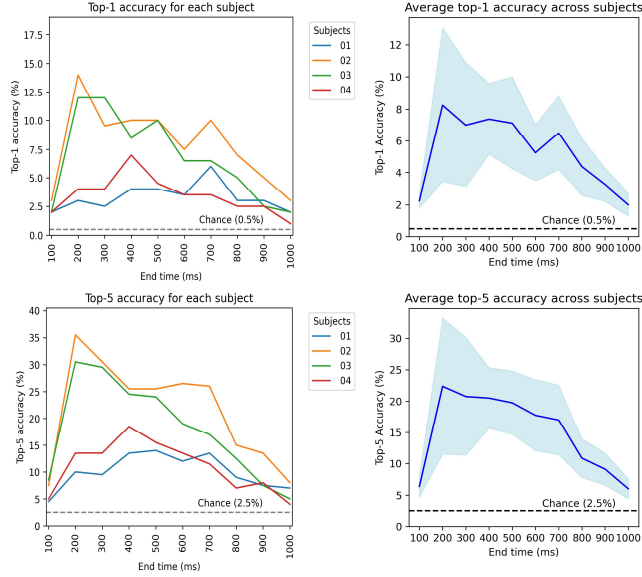 Top-1 accuracy for each subject
Top-1 accuracy (%)
17.5
15.0
12.5
10.0
7.5
5.0
2.5
0.0
Chance (0.5%)
100 200 300 400 500 600 700 800 900 1000
End time (ms)
Subjects
01
02
03
04
Average top-1 accuracy across subjects
Top-1 Accuracy (%)
12
10
8
6
4
2
0
Chance (0.5%)
100 200 300 400 500 600 700 800 900 1000
End time (ms)
Top-5 accuracy for each subject
Top-5 accuracy (%)
40
35
30
25
20
15
10
5
0
Chance (2.5%)
100 200 300 400 500 600 700 800 900 1000
End time (ms)
Subjects
01
02
03
04
Average top-5 accuracy across subjects
Top-5 Accuracy (%)
30
25
20
15
10
5
0
Chance (2.5%)
100 200 300 400 500 600 700 800 900 1000
End time (ms)